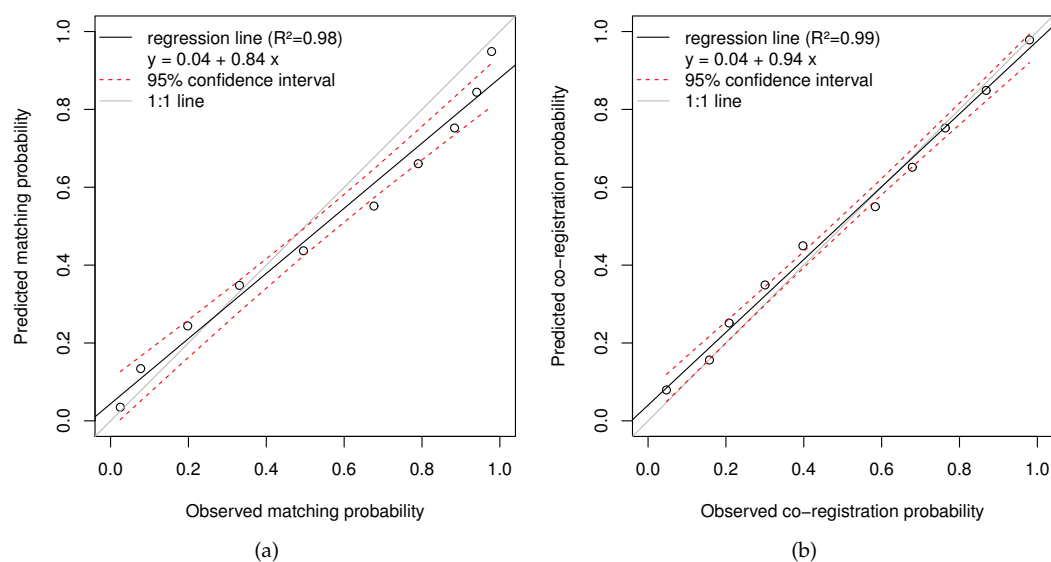 regression line (R²=0.98)
y = 0.04 + 0.84 x
95% confidence interval
1:1 line
Predicted matching probability
0.0
0.2
0.4
0.6
0.8
1.0
0.0 0.2 0.4 0.6 0.8 1.0
Observed matching probability
(a)
regression line (R²=0.99)
y = 0.04 + 0.94 x
95% confidence interval
1:1 line
Predicted co−registration probability
0.0
0.2
0.4
0.6
0.8
1.0
0.0 0.2 0.4 0.6 0.8 1.0
Observed co−registration probability
(b)